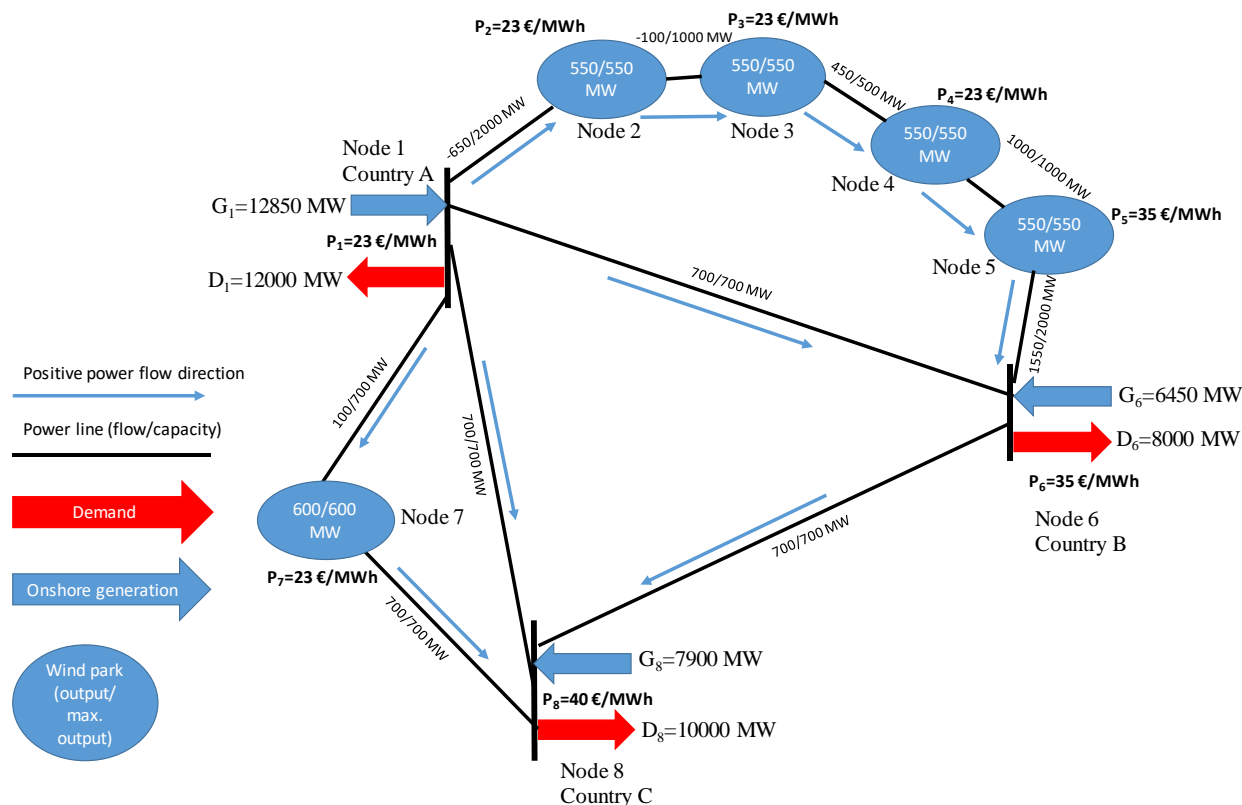 P2=23 €/MWh
P3=23 €/MWh
-100/1000 MW
550/550
MW
Node 2
550/550
MW
Node 3
450/500 MW
P4=23 €/MWh
550/550
MW
Node 4
1000/1000 MW
P5=35 €/MWh
550/550
MW
Node 5
-650/2000 MW
Node 1
Country A
G1=12850 MW
P1=23 €/MWh
D1=12000 MW
700/700 MW
1550/2000 MW
G6=6450 MW
D6=8000 MW
P6=35 €/MWh
Node 6
Country B
100/700 MW
700/700 MW
700/700 MW
600/600
MW
Node 7
P7=23 €/MWh
700/700 MW
G8=7900 MW
P8=40 €/MWh
D8=10000 MW
Node 8
Country C
Positive power flow direction
Power line (flow/capacity)
Demand
Onshore generation
Wind park
(output/
max.
output)